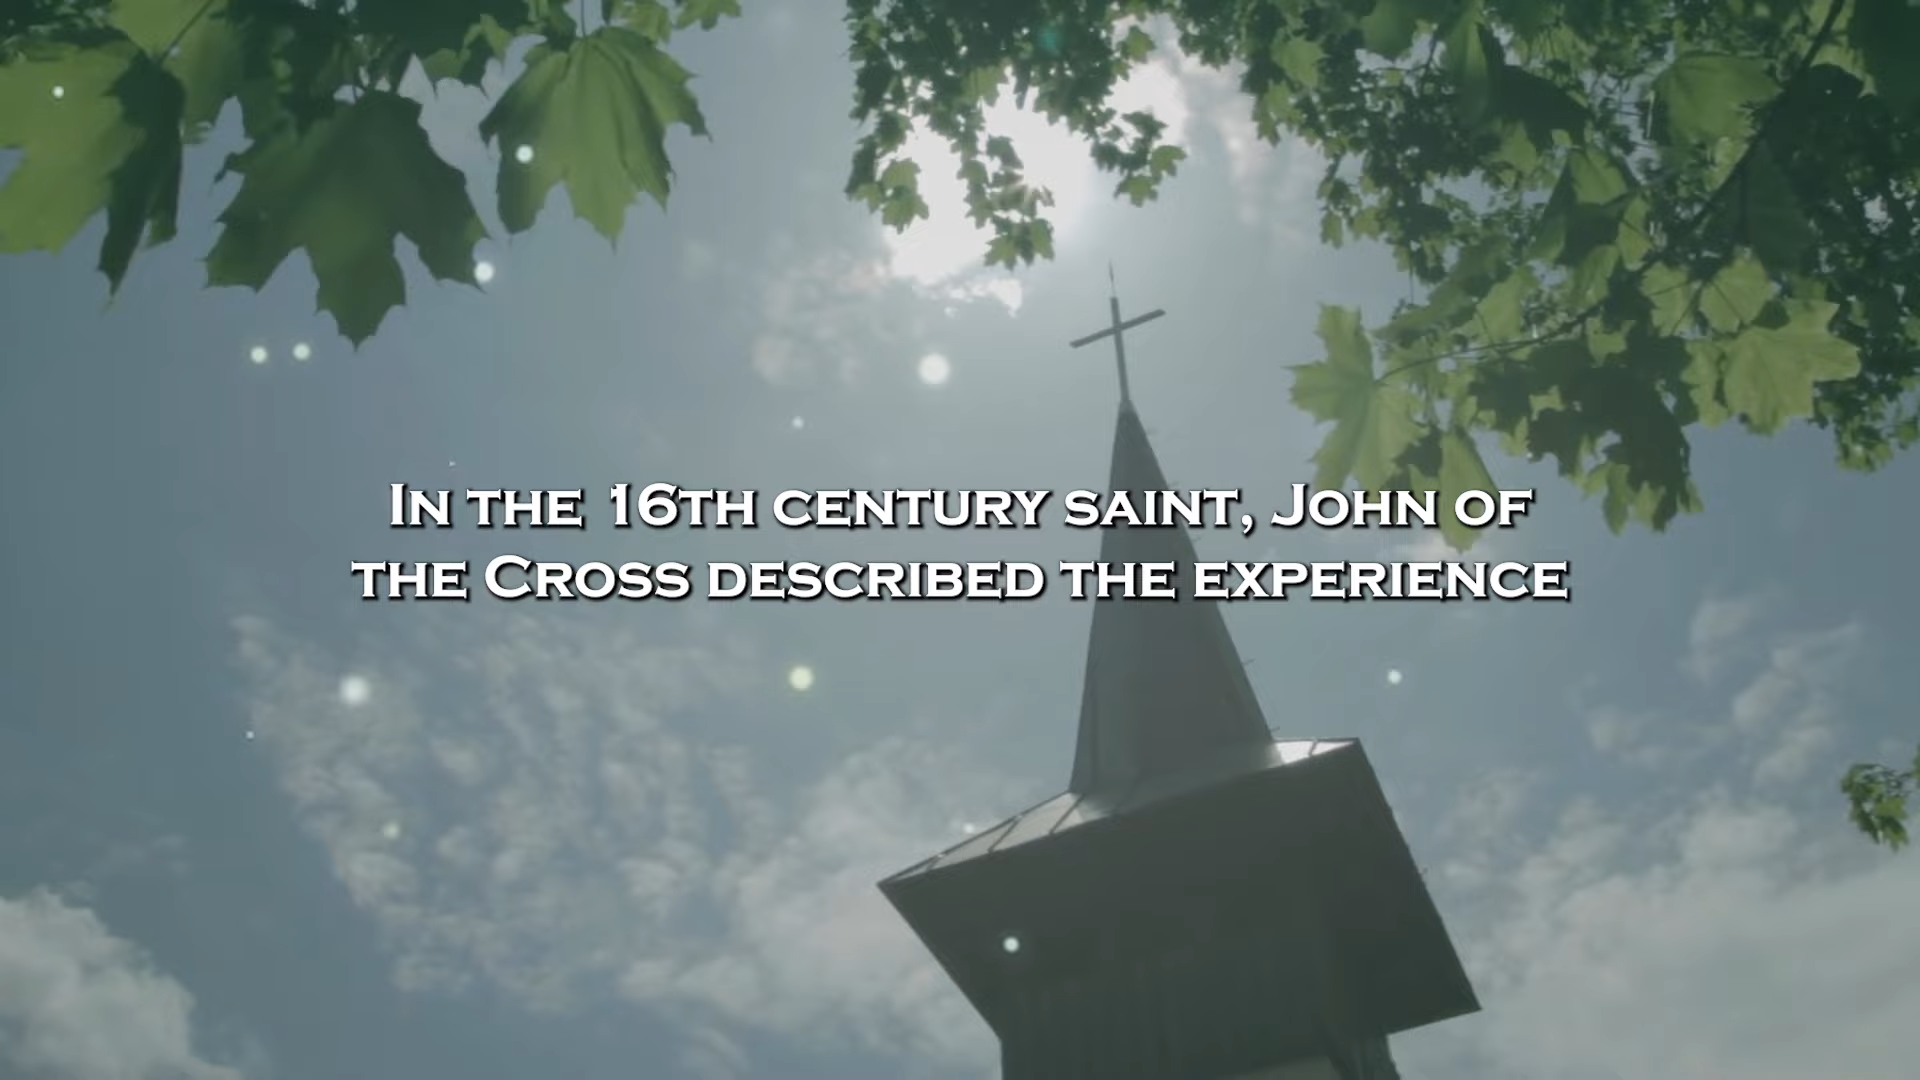 In the 16th century saint, John of
the Cross described the experience